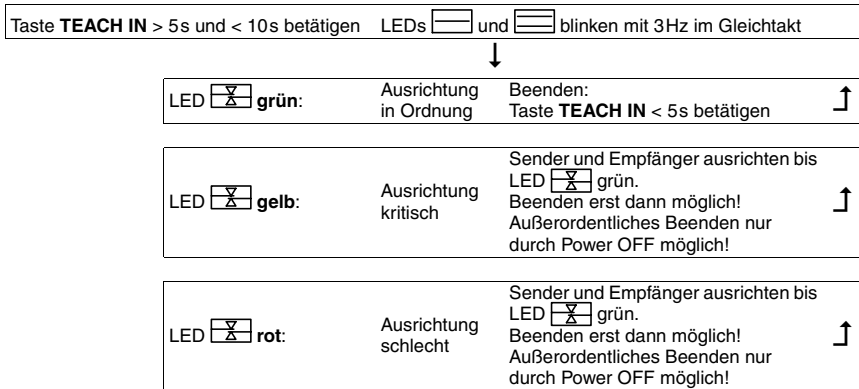 Taste TEACH IN > 5s und < 10s betätigen LEDs und blinken mit 3Hz im Gleichtakt
LED grün: Ausrichtung in Ordnung Beenden:
Taste TEACH IN < 5s betätigen
LED gelb: Ausrichtung kritisch Sender und Empfänger ausrichten bis
LED grün.
Beenden erst dann möglich!
Außerordentliches Beenden nur
durch Power OFF möglich!
LED rot: Ausrichtung schlecht Sender und Empfänger ausrichten bis
LED grün.
Beenden erst dann möglich!
Außerordentliches Beenden nur
durch Power OFF möglich!